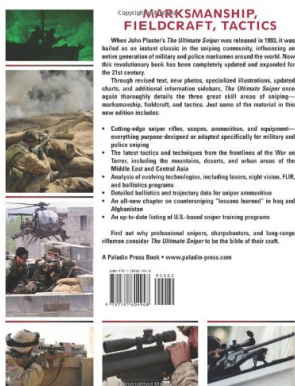 MARKSMANSHIP,
FIELDCRAFT, TACTICS
When John Plaster's The Ultimate Sniper was released in 1993, it was
hailed as an instant classic in the sniping community, influencing an
entire generation of military and police marksmen around the world. Now
this revolutionary book has been completely updated and expanded for
the 21st century.
Through revised text, new photos, specialized illustrations, updated
charts, and additional information sidebars, The Ultimate Sniper once
again thoroughly details the three great skill areas of sniping—
marksmanship, fieldcraft, and tactics. Just some of the material in this
new edition includes:
• Cutting-edge sniper rifles, scopes, ammunition, and equipment—
everything purpose-designed or adapted specifically for military and
police sniping
• The latest tactics and techniques from the frontlines of the War on
Terror, including the mountains, deserts, and urban areas of the
Middle East and Central Asia
• Analysis of evolving technologies, including lasers, night vision, FLIR,
and ballistics programs
• Detailed ballistics and trajectory data for sniper ammunition
• An all-new chapter on countersniping "lessons learned" in Iraq and
Afghanistan
• An up-to-date listing of U.S.-based sniper training programs
Find out why professional snipers, sharpshooters, and long-range
riflemen consider The Ultimate Sniper to be the bible of their craft.
A Paladin Press Book • www.paladin-press.com